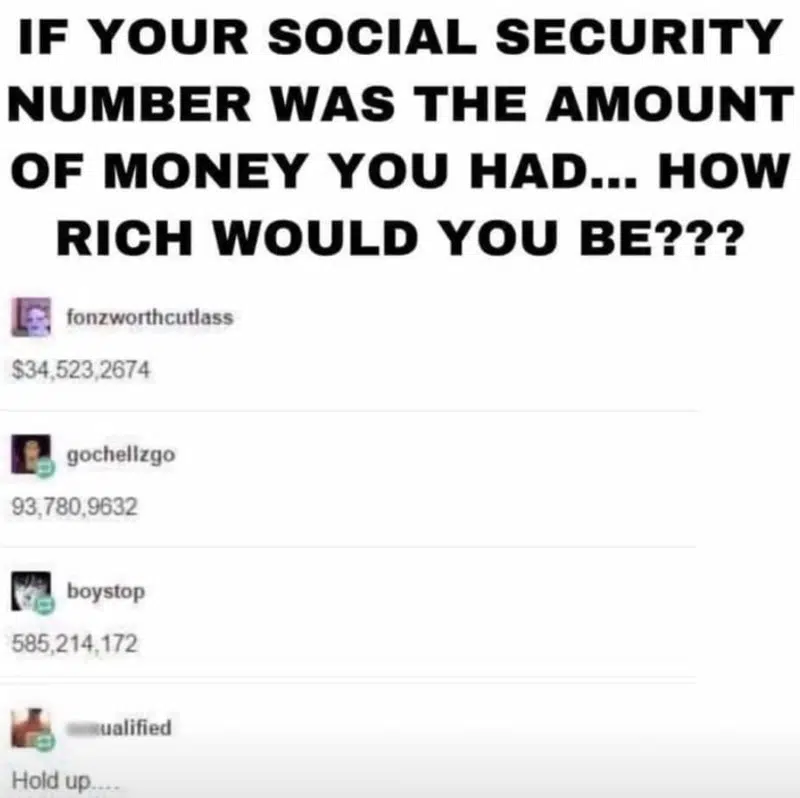 IF YOUR SOCIAL SECURITY
NUMBER WAS THE AMOUNT
OF MONEY YOU HAD... HOW
RICH WOULD YOU BE???
fonzworthcutlass
$34,523,2674
gochellzgo
93,780,9632
boystop
585,214,172
ualified
Hold up....